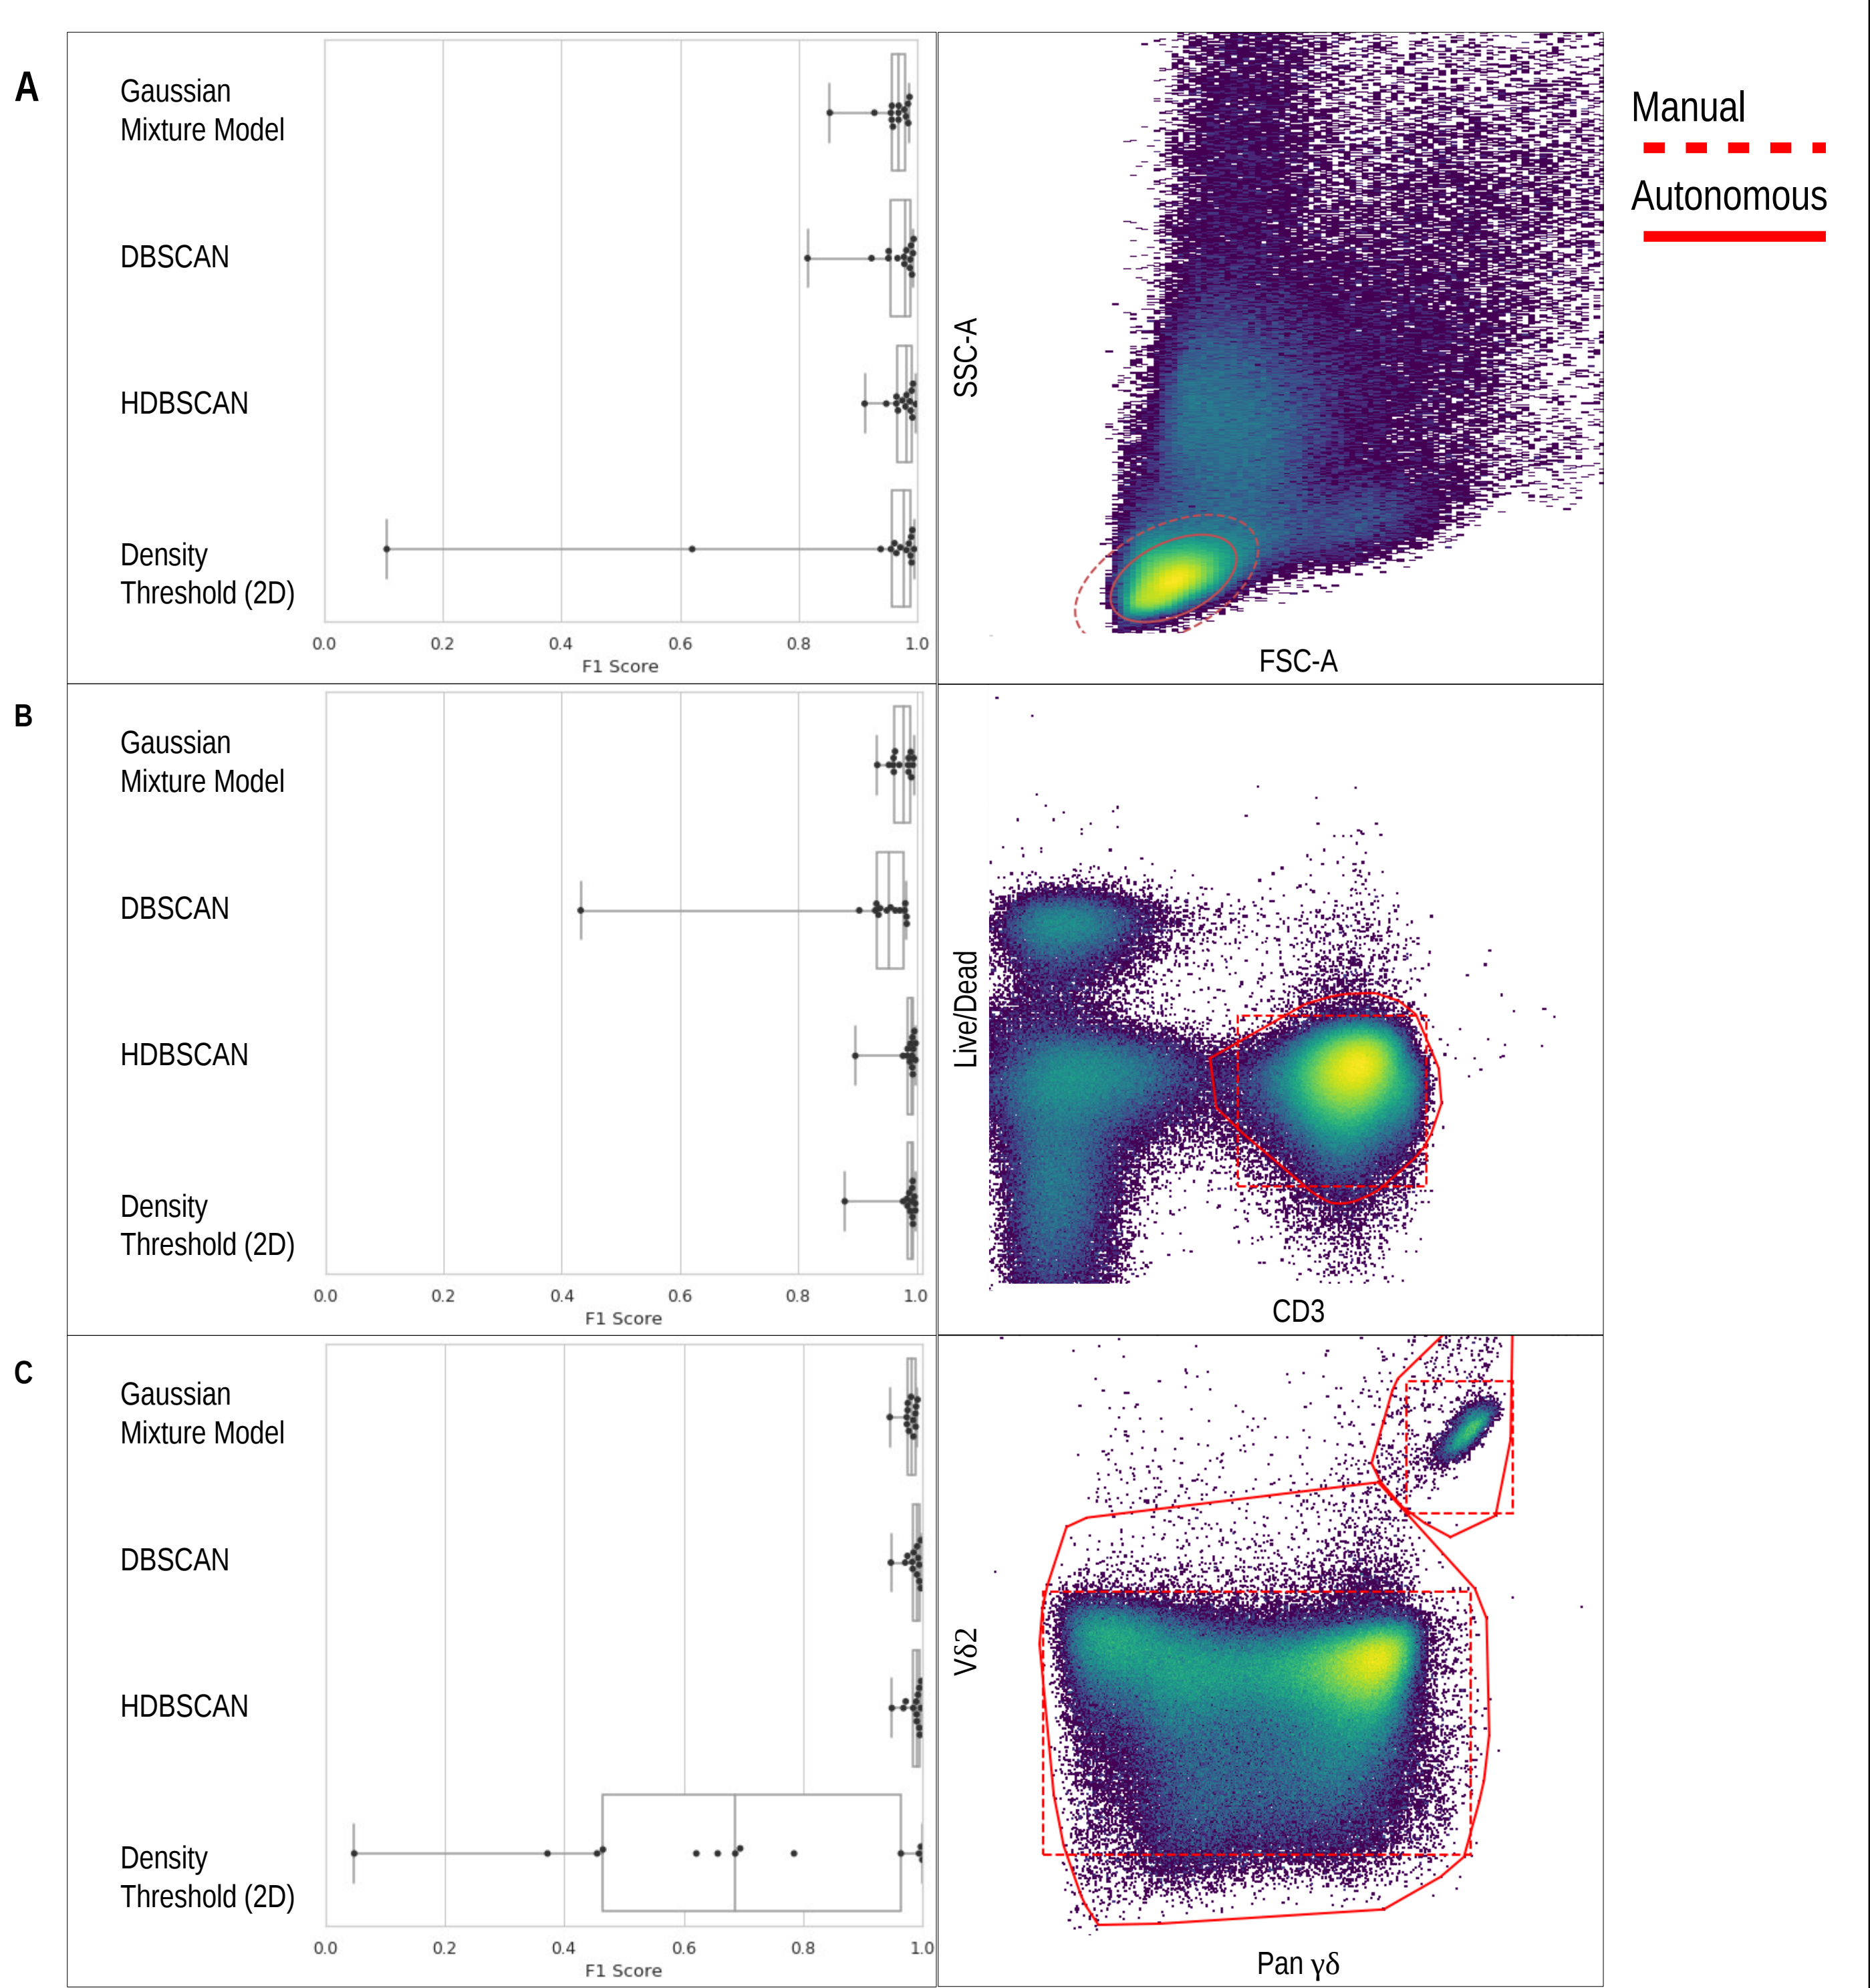 A
Gaussian
Mixture Model
DBSCAN
HDBSCAN
Density
Threshold (2D)
0.0 0.2 0.4 0.6 0.8 1.0
F1 Score
SSC-A
FSC-A
Manual
Autonomous
B
Gaussian
Mixture Model
DBSCAN
HDBSCAN
Density
Threshold (2D)
0.0 0.2 0.4 0.6 0.8 1.0
F1 Score
Live/Dead
CD3
C
Gaussian
Mixture Model
DBSCAN
HDBSCAN
Density
Threshold (2D)
0.0 0.2 0.4 0.6 0.8 1.0
F1 Score
Vδ2
Pan γδ